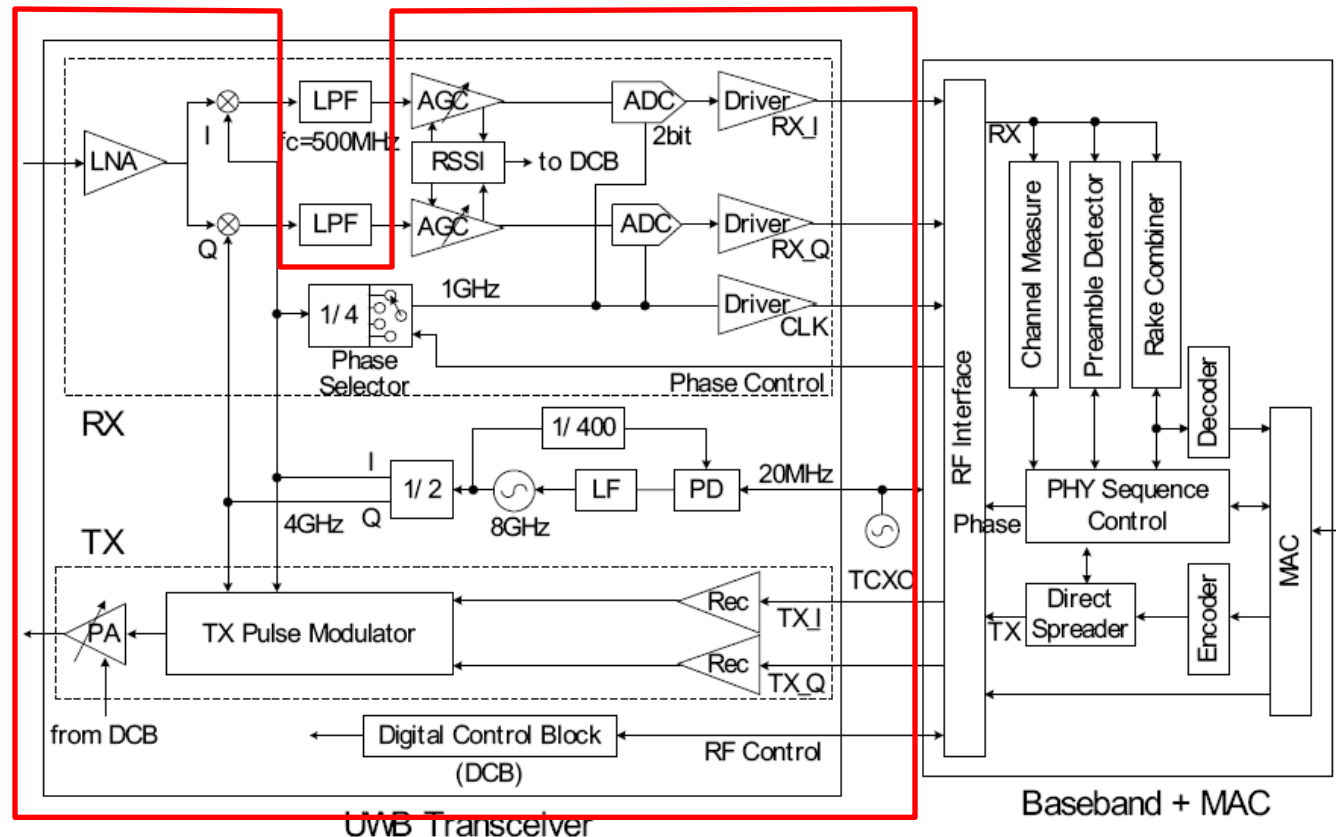 LPF
AGC
ADC
Driver
I
fc=500MHz
2bit
RX_I
RX
LNA
RSSI
to DCB
LPF
AGC
ADC
Driver
Q
RX_Q
1GHz
1/4
Driver
CLK
Phase
Selector
Phase Control
RX
Channel Measure
Preamble Detector
Rake Combiner
Decoder
RF Interface
1/400
I
1/2
LF
PD
20MHz
Q
4GHz
8GHz
TCXO
PHY Sequence
Control
Phase
MAC
TX
PA
TX Pulse Modulator
Rec
TX_I
Rec
TX_Q
TX
Direct
Spreader
Encoder
from DCB
Digital Control Block
(DCB)
RF Control
UWB Transceiver
Baseband + MAC